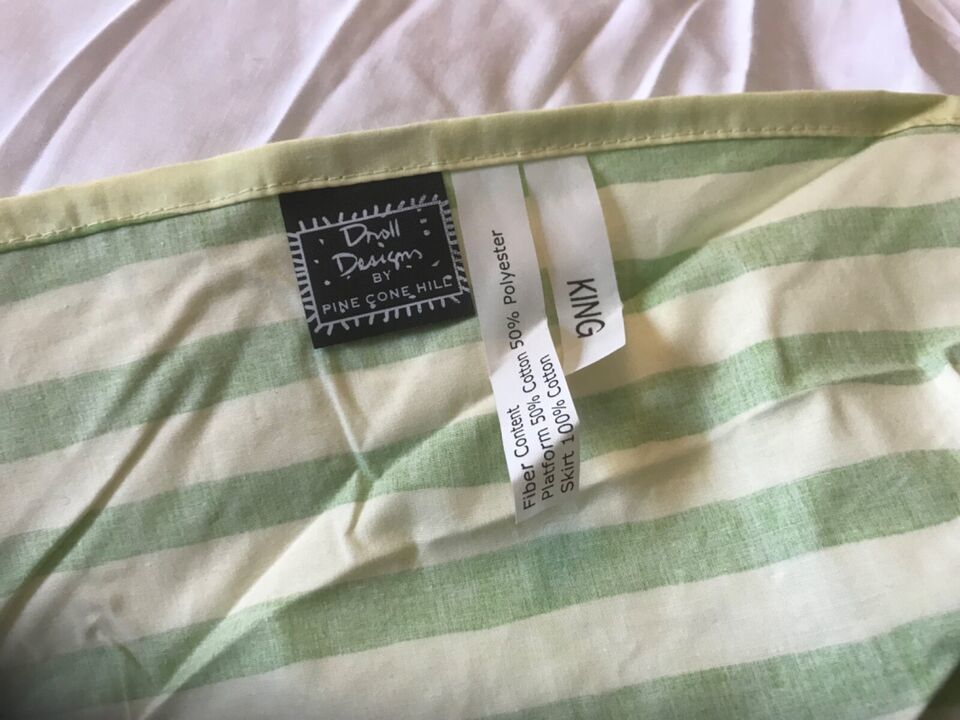 Droll
Designs
BY
PINE CONE HILL
Fiber Content
Platform 50% Cotton 50% Polyester
Skirt 100% Cotton
KING